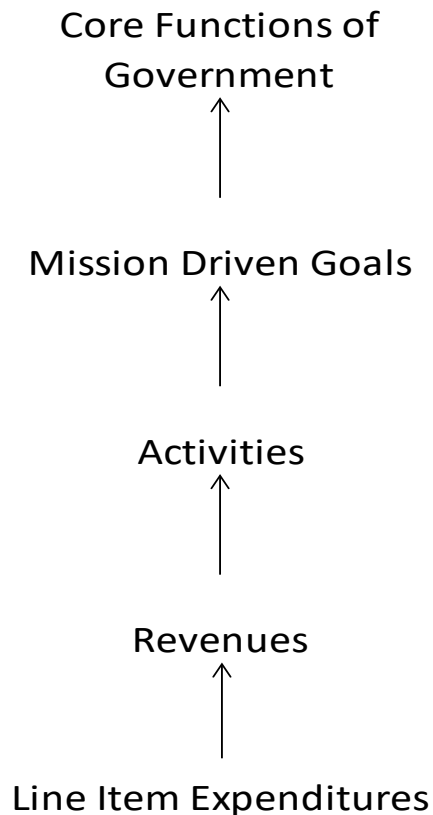 Core Functions of
Government
Mission Driven Goals
Activities
Revenues
Line Item Expenditures